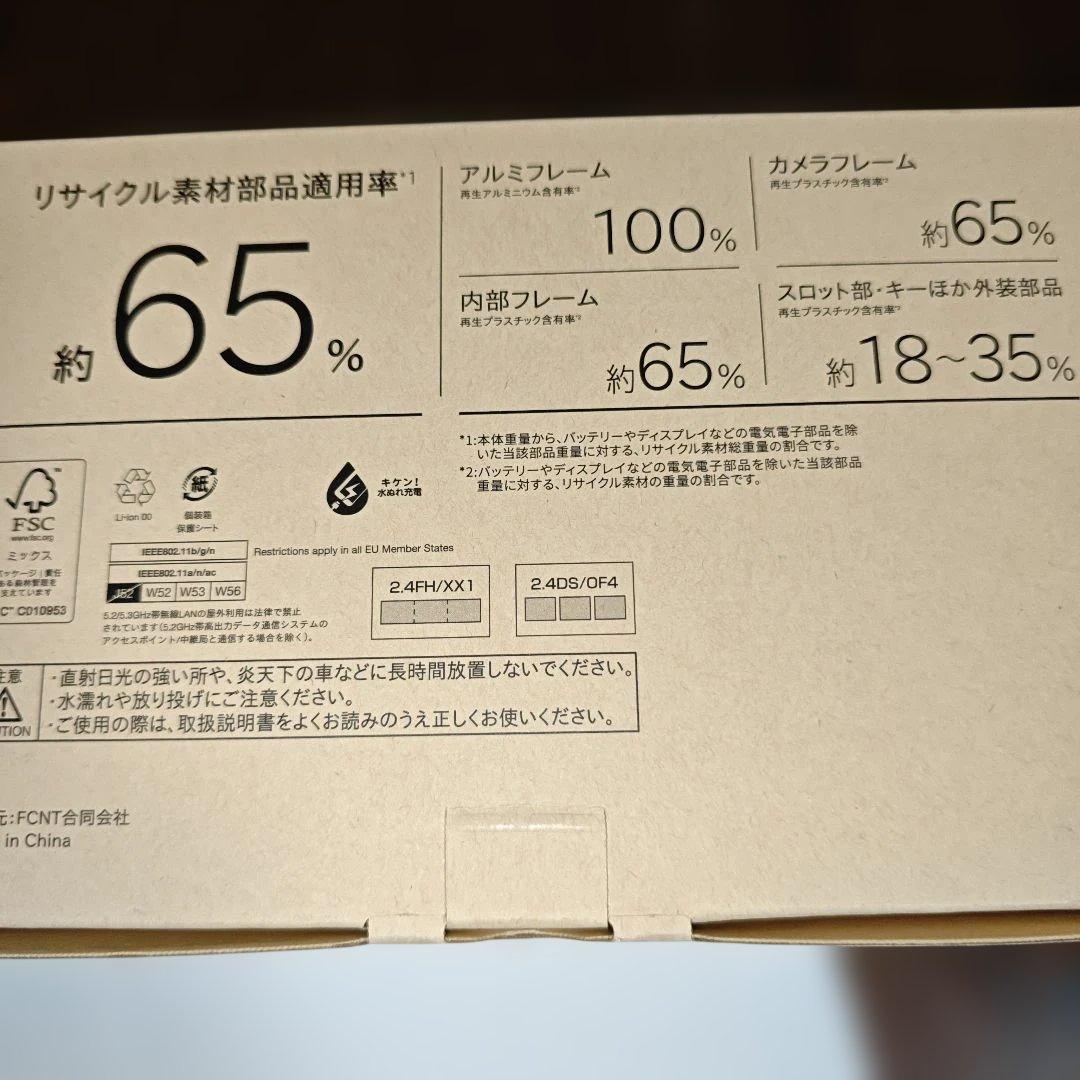 リサイクル素材部品適用率*1
約65%
アルミフレーム
再生アルミニウム含有率*2
100%
カメラフレーム
再生プラスチック含有率*2
約65%
内部フレーム
再生プラスチック含有率*2
約65%
スロット部・キーほか外装部品
再生プラスチック含有率*2
約18～35%
*1:本体重量から、バッテリーやディスプレイなどの電気電子部品を除
いた当該部品重量に対する、リサイクル素材総重量の割合です。
*2:バッテリーやディスプレイなどの電気電子部品を除いた当該部品
重量に対する、リサイクル素材の重量の割合です。
FSC
www.fsc.org
ミックス
パッケージ|責任
ある森林管理を
支えています
C™ C010953
Li-ion 00
紙
個装箱
保護シート
キケン!
水ぬれ充電
IEEE802.11b/g/n
Restrictions apply in all EU Member States
IEEE802.11a/n/ac
J52 W52 W53 W56
5.2/5.3GHz帯無線LANの屋外利用は法律で禁止
されています(5.2GHz帯高出力データ通信システムの
アクセスポイント/中継局と通信する場合を除く)。
2.4FH/XX1
2.4DS/OF4
注意
・直射日光の強い所や、炎天下の車などに長時間放置しないでください。
・水濡れや放り投げにご注意ください。
・ご使用の際は、取扱説明書をよくお読みのうえ正しくお使いください。
TION
元:FCNT合同会社
in China